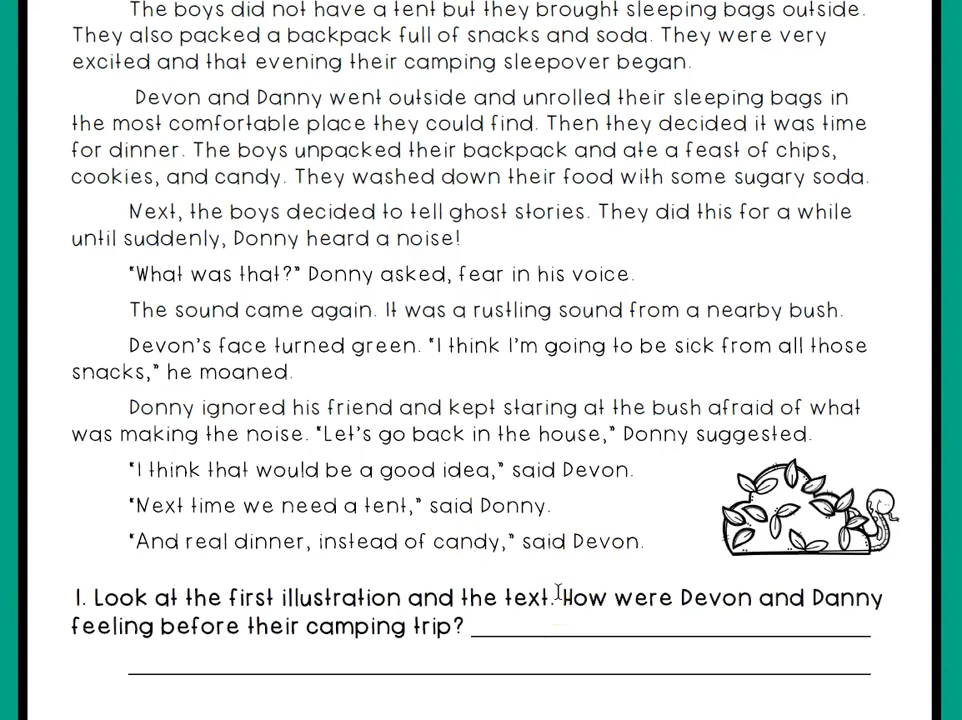 The boys did not have a tent but they brought sleeping bags outside.
They also packed a backpack full of snacks and soda. They were very
excited and that evening their camping sleepover began.
Devon and Danny went outside and unrolled their sleeping bags in
the most comfortable place they could find. Then they decided it was time
for dinner. The boys unpacked their backpack and ate a feast of chips,
cookies, and candy. They washed down their food with some sugary soda.
Next, the boys decided to tell ghost stories. They did this for a while
until suddenly, Donny heard a noise!
"What was that?" Donny asked, fear in his voice.
The sound came again. It was a rustling sound from a nearby bush.
Devon's face turned green. "I think I'm going to be sick from all those
snacks," he moaned.
Donny ignored his friend and kept staring at the bush afraid of what
was making the noise. "Let's go back in the house," Donny suggested.
"I think that would be a good idea," said Devon.
"Next time we need a tent," said Donny.
"And real dinner, instead of candy," said Devon.
1. Look at the first illustration and the text. How were Devon and Danny
feeling before their camping trip?